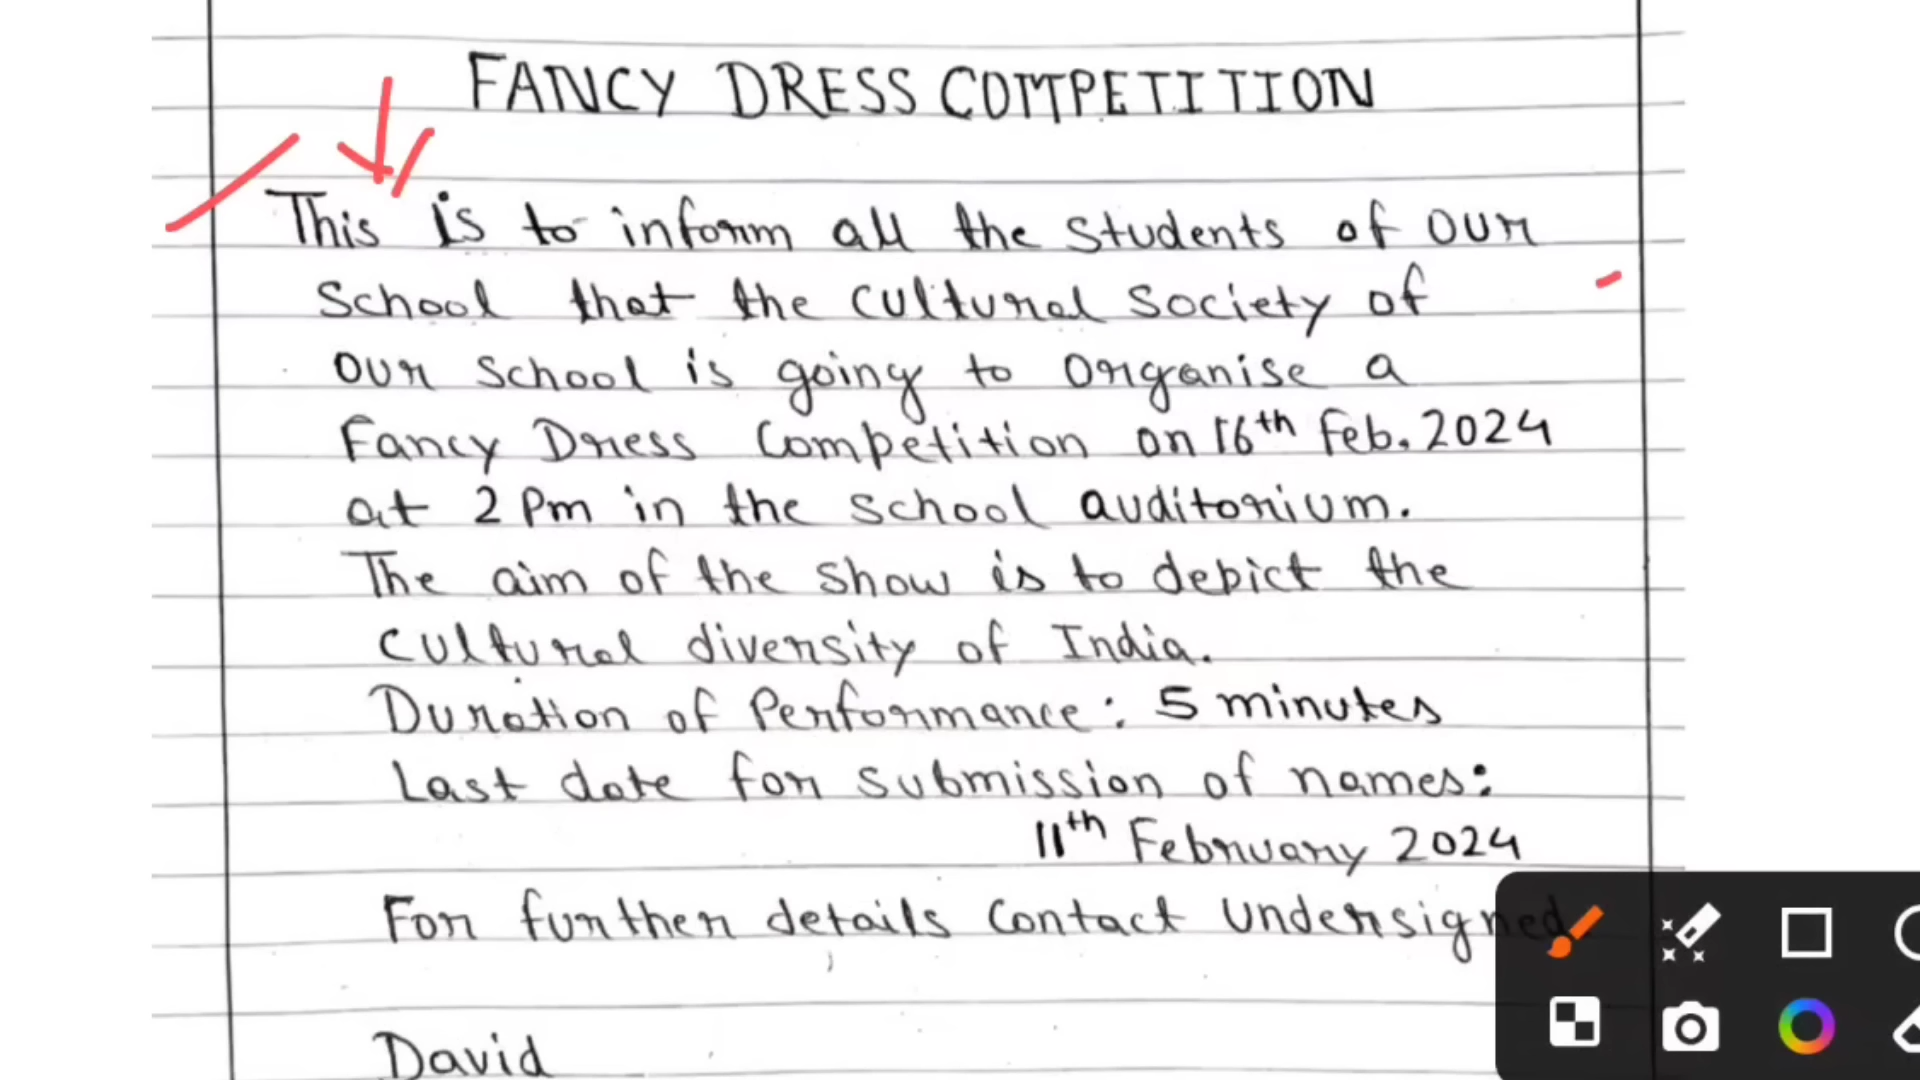 FANCY DRESS COMPETITION
This is to inform all the students of our
School that the cultural society of
our school is going to organise a
Fancy Dress Competition on 16th Feb. 2024
at 2 Pm in the school auditorium.
The aim of the show is to depict the
cultural diversity of India.
Duration of Performance: 5 minutes
Last date for submission of names:
11th February 2024
For further details Contact Undersigned
David